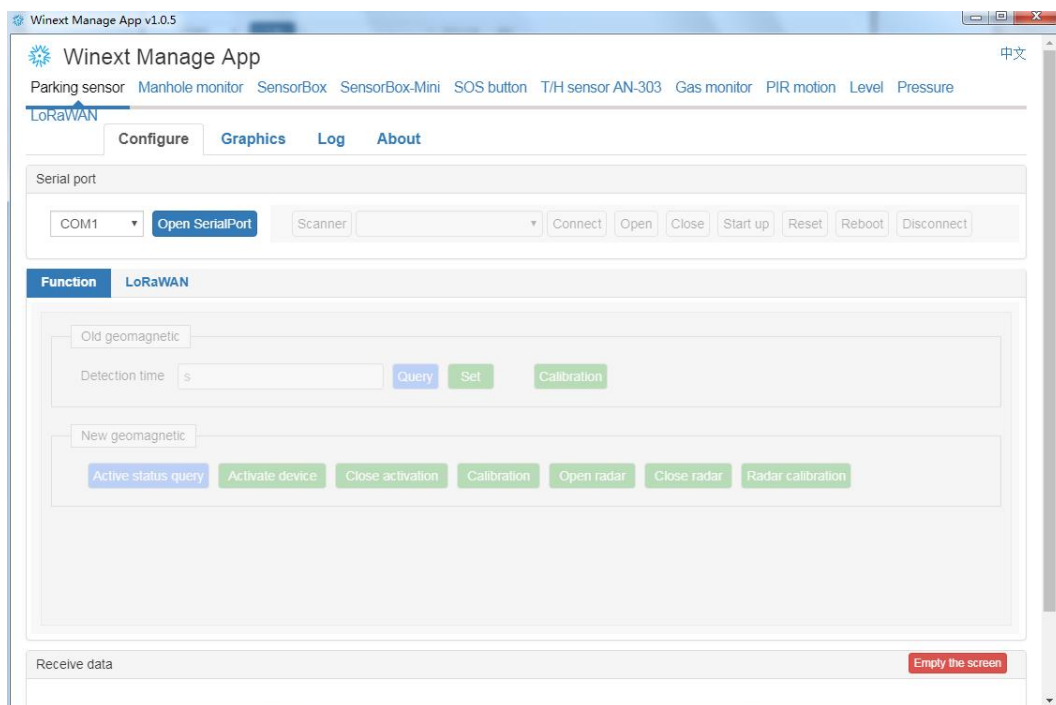 Winext Manage App v1.0.5
Winext Manage App 中文
Parking sensor Manhole monitor SensorBox SensorBox-Mini SOS button T/H sensor AN-303 Gas monitor PIR motion Level Pressure
LoRaWAN
Configure Graphics Log About
Serial port
COM1 Open SerialPort Scanner Connect Open Close Start up Reset Reboot Disconnect
Function LoRaWAN
Old geomagnetic
Detection time s Query Set Calibration
New geomagnetic
Active status query Activate device Close activation Calibration Open radar Close radar Radar calibration
Receive data Empty the screen